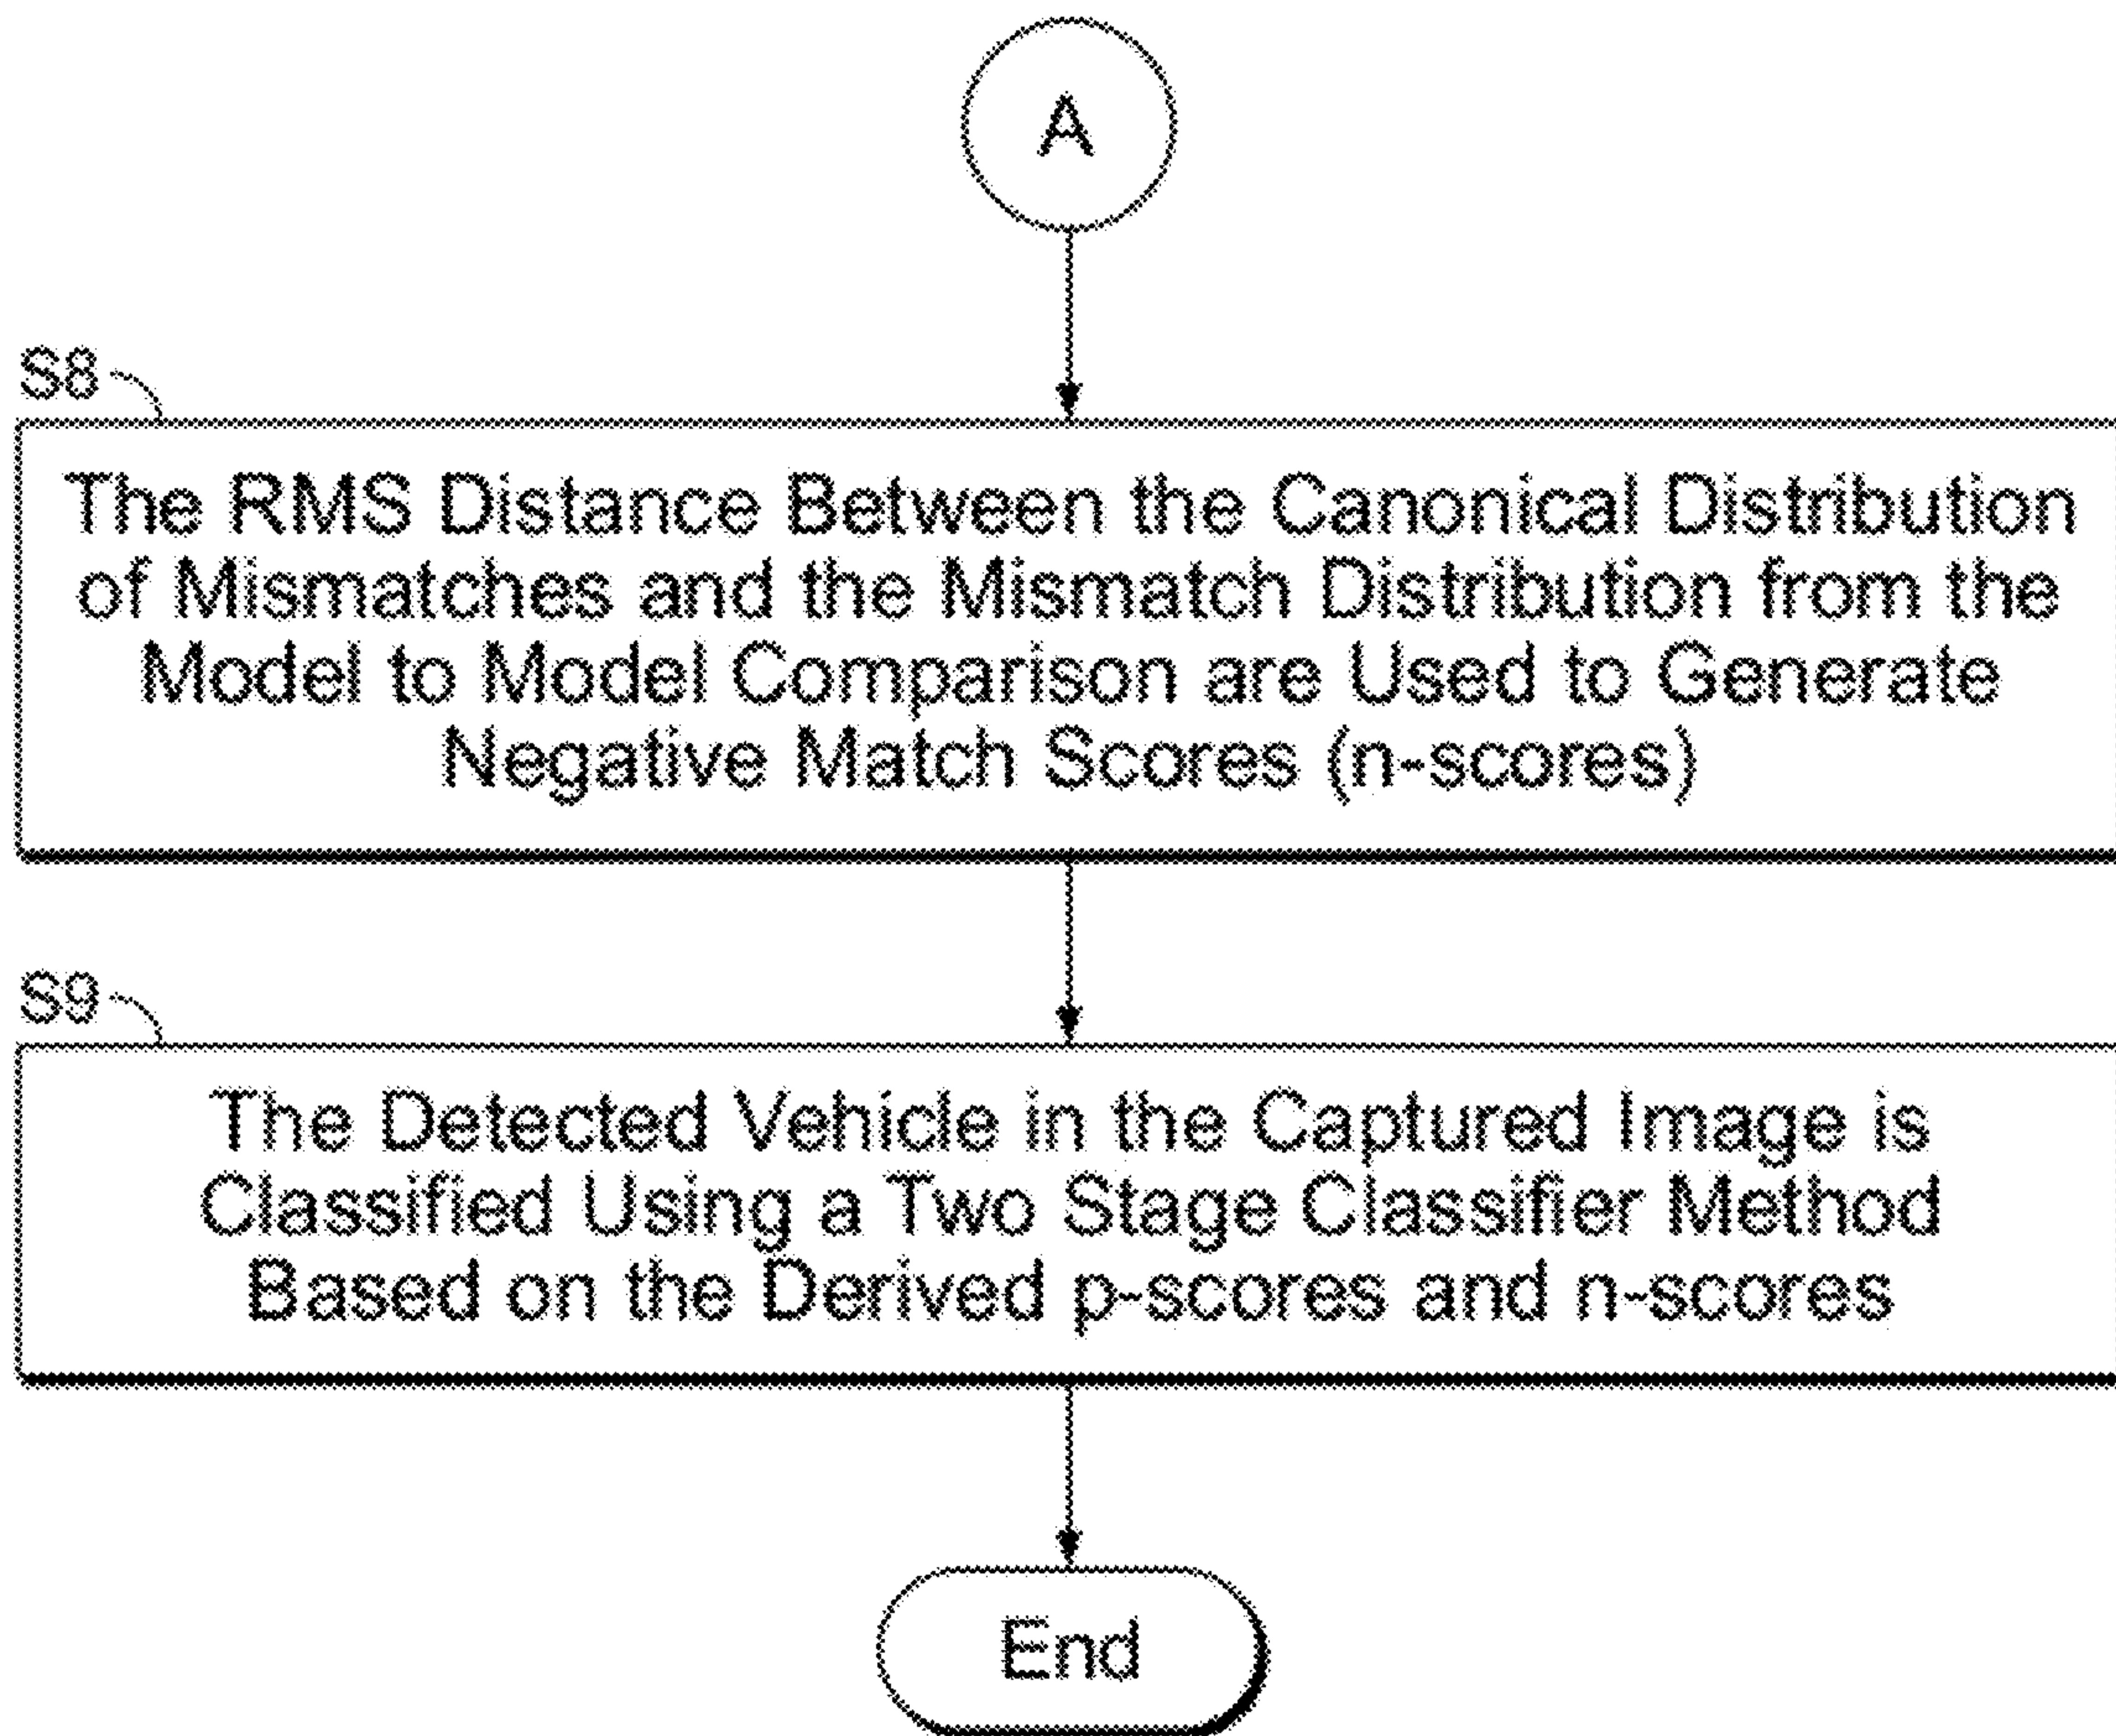 A
S8
The RMS Distance Between the Canonical Distribution
of Mismatches and the Mismatch Distribution from the
Model to Model Comparison are Used to Generate
Negative Match Scores (n-scores)
S9
The Detected Vehicle in the Captured Image is
Classified Using a Two Stage Classifier Method
Based on the Derived p-scores and n-scores
End